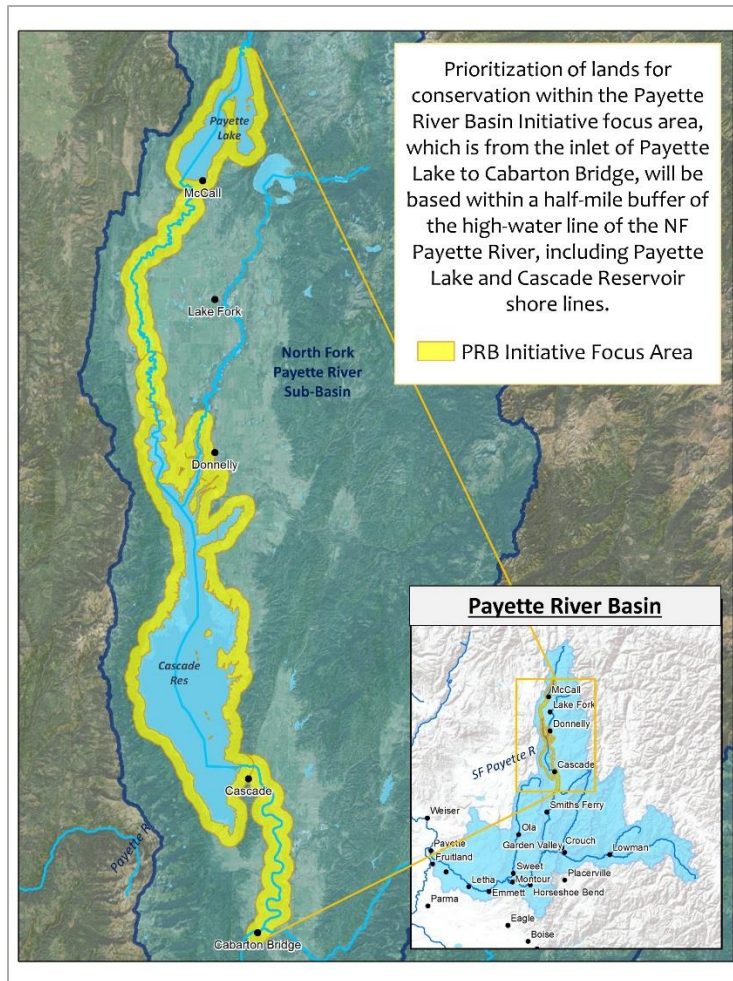 Prioritization of lands for
conservation within the Payette
River Basin Initiative focus area,
which is from the inlet of Payette
Lake to Cabarton Bridge, will be
based within a half-mile buffer of
the high-water line of the NF
Payette River, including Payette
Lake and Cascade Reservoir
shore lines.
PRB Initiative Focus Area
Payette
Lake
McCall
Lake Fork
North Fork
Payette River
Sub-Basin
Donnelly
Cascade
Res
Cascade
Payette R
Cabarton Bridge
Payette River Basin
McCall
Lake Fork
Donnelly
SF Payette R
Cascade
Weiser
Smiths Ferry
Ola
Payette
Garden Valley
Crouch
Lowman
Fruitland
Sweet
Letha
Montour
Placerville
Emmett
Horseshoe Bend
Parma
Eagle
Boise